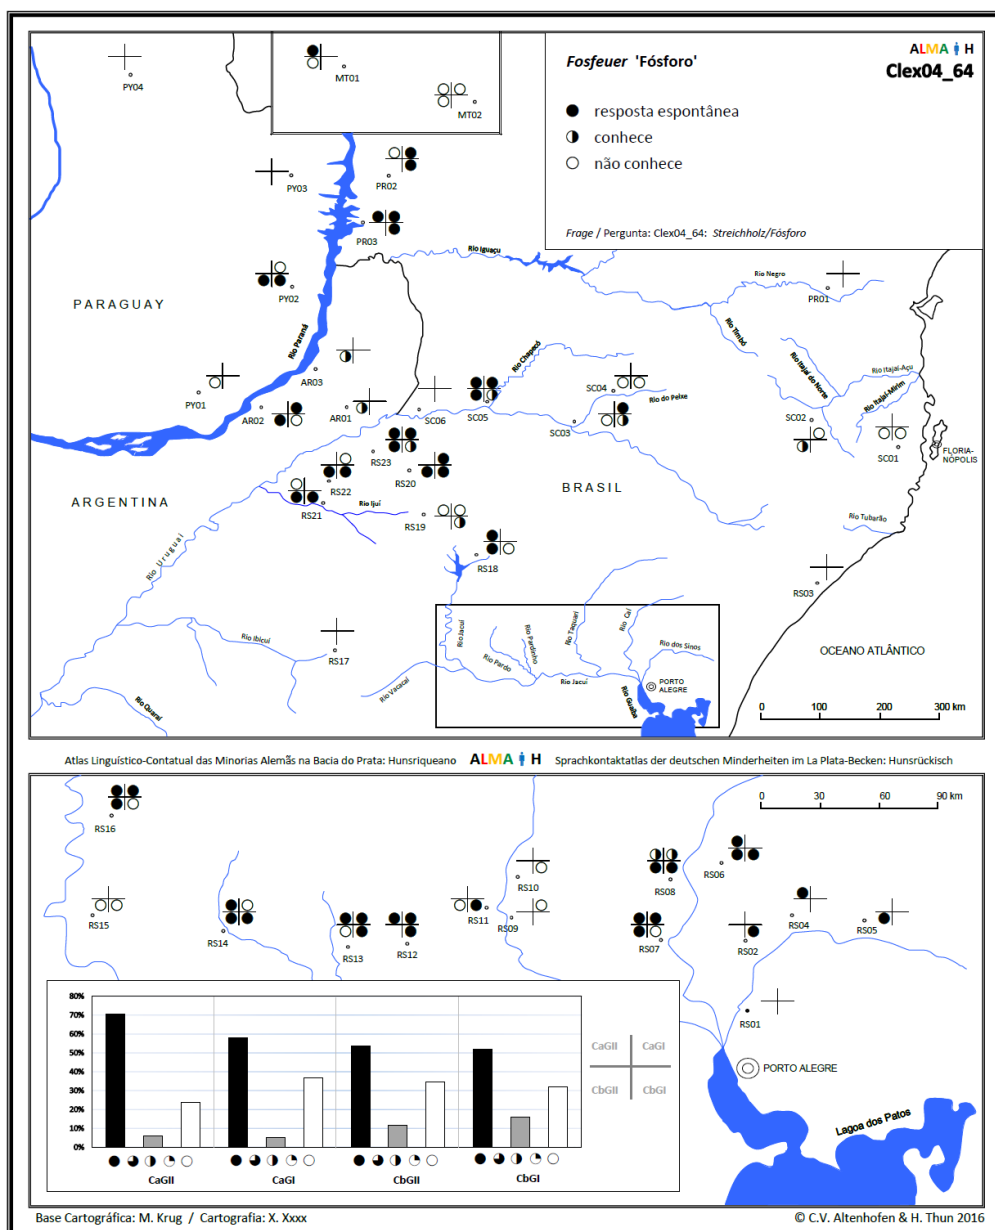 ALMA H
Clex04_64
Fosfeuer 'Fósforo'
resposta espontânea
conhece
não conhece
Frage / Pergunta: Clex04_64: Streichholz/Fósforo
PY04
MT01
MT02
PY03
PR02
PR03
Rio Iguaçu
Rio Negro
PR01
PARAGUAY
PY02
Rio Paraná
Rio Timbó
Rio Chapecó
Rio Itajaí do Norte
Rio Itajaí-Açu
Rio Itajaí-Mirim
AR03
PY01
AR02
AR01
SC06
SC05
SC04
Rio do Peixe
SC03
SC02
SC01
FLORIA-
NÓPOLIS
RS23
RS20
RS22
RS21
ARGENTINA
BRASIL
Rio Ijuí
RS19
RS18
Rio Tubarão
Rio Uruguai
RS03
Rio Ibicuí
RS17
Rio Jacuí
Rio Pardinho
Rio Taquari
Rio Caí
Rio dos Sinos
Rio Pardo
Rio Jacuí
Rio Vacacaí
Rio Quaraí
Rio Guaíba
PORTO
ALEGRE
OCEANO ATLÂNTICO
0 100 200 300 km
Atlas Linguístico-Contatual das Minorias Alemãs na Bacia do Prata: Hunsriqueano ALMA H Sprachkontaktatlas der deutschen Minderheiten im La Plata-Becken: Hunsrückisch
0 30 60 90 km
RS16
RS10
RS08
RS06
RS15
RS14
RS13
RS12
RS11
RS09
RS07
RS02
RS04
RS05
RS01
PORTO ALEGRE
Lagoa dos Patos
80%
70%
60%
50%
40%
30%
20%
10%
0%
CaGII CaGI CbGII CbGI
CaGII CaGI
CbGII CbGI
Base Cartográfica: M. Krug / Cartografia: X. Xxxx
© C.V. Altenhofen & H. Thun 2016